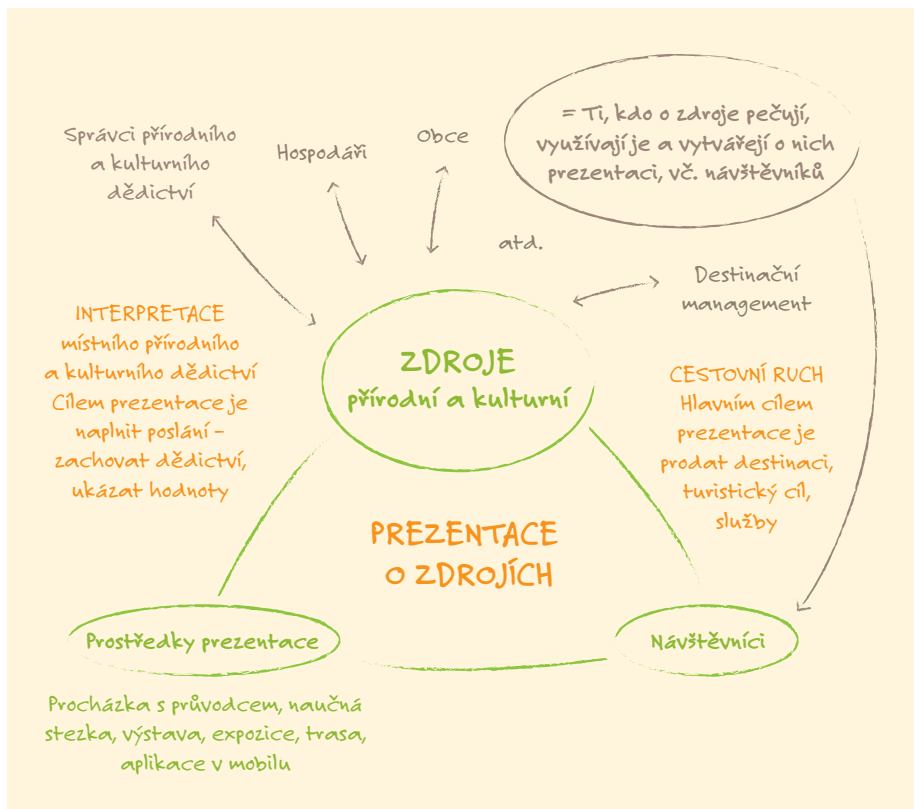 = Ti, kdo o zdroje pečují,
využívají je a vytvářejí o nich
prezentaci, vč. návštěvníků
Správci přírodního
a kulturního
dědictví
Hospodáři
Obce
atd.
Destinační
management
INTERPRETACE
místního přírodního
a kulturního dědictví
Cílem prezentace je
naplnit poslání –
zachovat dědictví,
ukázat hodnoty
ZDROJE
přírodní a kulturní
CESTOVNÍ RUCH
Hlavním cílem
prezentace je
prodat destinaci,
turistický cíl,
služby
PREZENTACE
O ZDROJÍCH
Prostředky prezentace
Návštěvníci
Procházka s průvodcem, naučná
stezka, výstava, expozice, trasa,
aplikace v mobilu